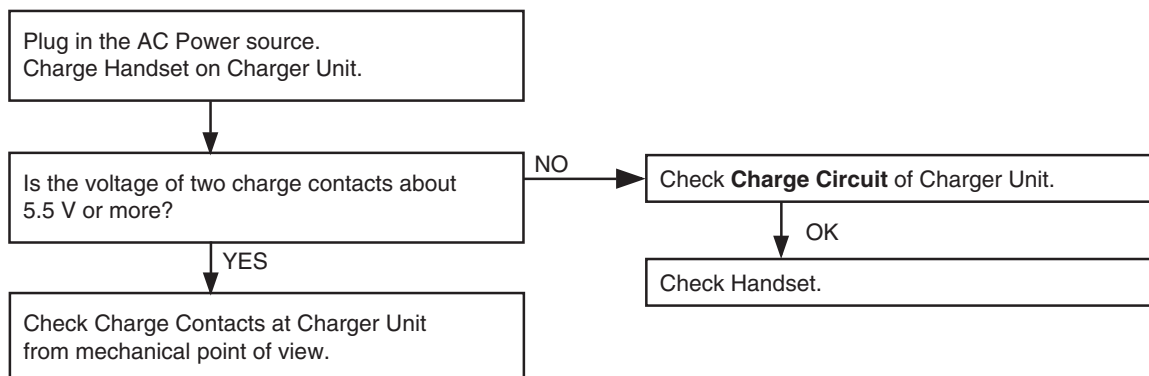 Plug in the AC Power source.
Charge Handset on Charger Unit.
Is the voltage of two charge contacts about
5.5 V or more?
NO
Check Charge Circuit of Charger Unit.
OK
Check Handset.
YES
Check Charge Contacts at Charger Unit
from mechanical point of view.